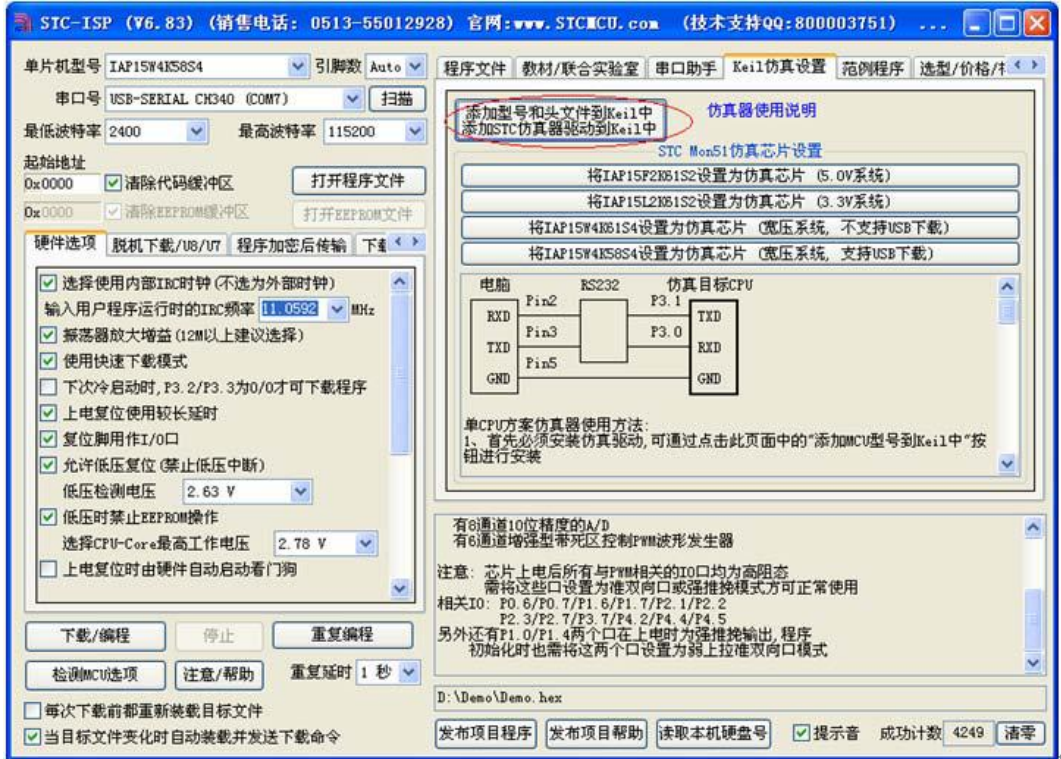 STC-ISP (V6.83) (销售电话: 0513-55012928) 官网:www.STCMCU.com (技术支持QQ:800003751) ...
单片机型号 IAP15W4K58S4 引脚数 Auto
串口号 USB-SERIAL CH340 (COM7) 扫描
最低波特率 2400 最高波特率 115200
起始地址
0x0000 清除代码缓冲区 打开程序文件
0x0000 清除EEPROM缓冲区 打开EEPROM文件
硬件选项 脱机下载/U8/U7 程序加密后传输
选择使用内部IRC时钟(不选为外部时钟)
输入用户程序运行时的IRC频率 11.0592 MHz
振荡器放大增益(12M以上建议选择)
使用快速下载模式
下次冷启动时,P3.2/P3.3为0/0才可下载程序
上电复位使用较长延时
复位脚用作I/O口
允许低压复位(禁止低压中断)
低压检测电压 2.63 V
低压时禁止EEPROM操作
选择CPU-Core最高工作电压 2.78 V
上电复位时由硬件自动启动看门狗
下载/编程 停止 重复编程
检测MCU选项 注意/帮助 重复延时 1 秒
每次下载前都重新装载目标文件
当目标文件变化时自动装载并发送下载命令
程序文件 教材/联合实验室 串口助手 Keil仿真设置 范例程序 选型/价格/
添加型号和头文件到Keil中
添加STC仿真器驱动到Keil中
仿真器使用说明
STC Mon51仿真芯片设置
将IAP15F2K61S2设置为仿真芯片 (5.0V系统)
将IAP15L2K61S2设置为仿真芯片 (3.3V系统)
将IAP15W4K61S4设置为仿真芯片 (宽压系统, 不支持USB下载)
将IAP15W4K58S4设置为仿真芯片 (宽压系统, 支持USB下载)
电脑 RS232 仿真目标CPU
Pin2 P3.1
RXD TXD
Pin3 P3.0
TXD RXD
Pin5
GND GND
单CPU方案仿真器使用方法:
1、首先必须安装仿真驱动,可通过点击此页面中的"添加MCU型号到Keil中"按
钮进行安装
有8通道10位精度的A/D
有6通道增强型带死区控制PWM波形发生器
注意: 芯片上电后所有与PWM相关的IO口均为高阻态
需将这些口设置为准双向口或强推挽模式方可正常使用
相关IO: P0.6/P0.7/P1.6/P1.7/P2.1/P2.2
P2.3/P2.7/P3.7/P4.2/P4.4/P4.5
另外还有P1.0/P1.4两个口在上电时为强推挽输出,程序
初始化时也需将这两个口设置为弱上拉准双向口模式
D:\Demo\Demo.hex
发布项目程序 发布项目帮助 读取本机硬盘号 提示音 成功计数 4249 清零